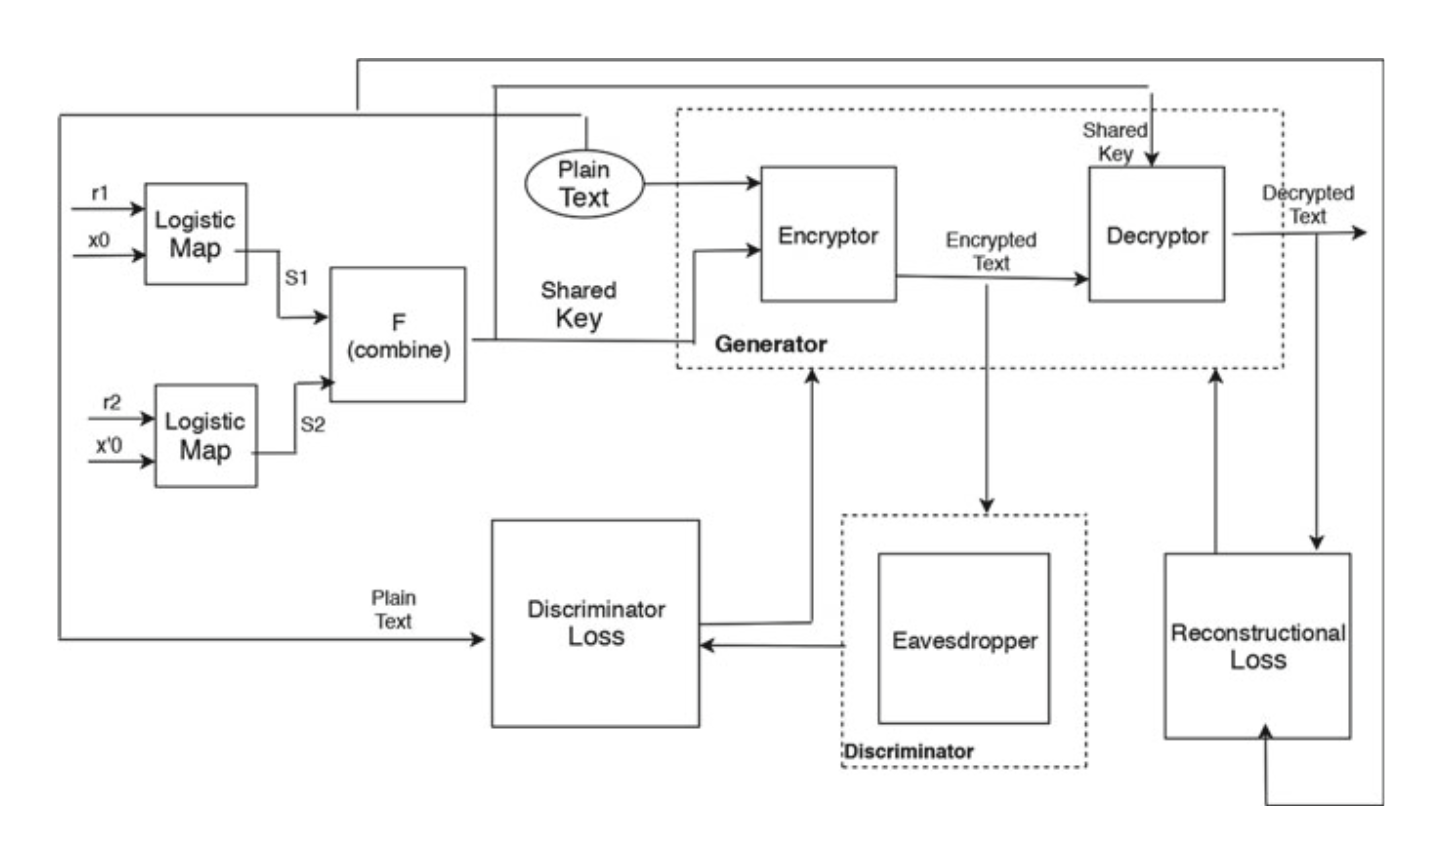 Shared
Key
Plain
Text
r1
Logistic
Map
x0
Encryptor
Decryptor
Decrypted
Text
Encrypted
Text
S1
Shared
Key
F
(combine)
Generator
r2
Logistic
Map
x'0
S2
Plain
Text
Discriminator
Loss
Eavesdropper
Discriminator
Reconstructional
Loss